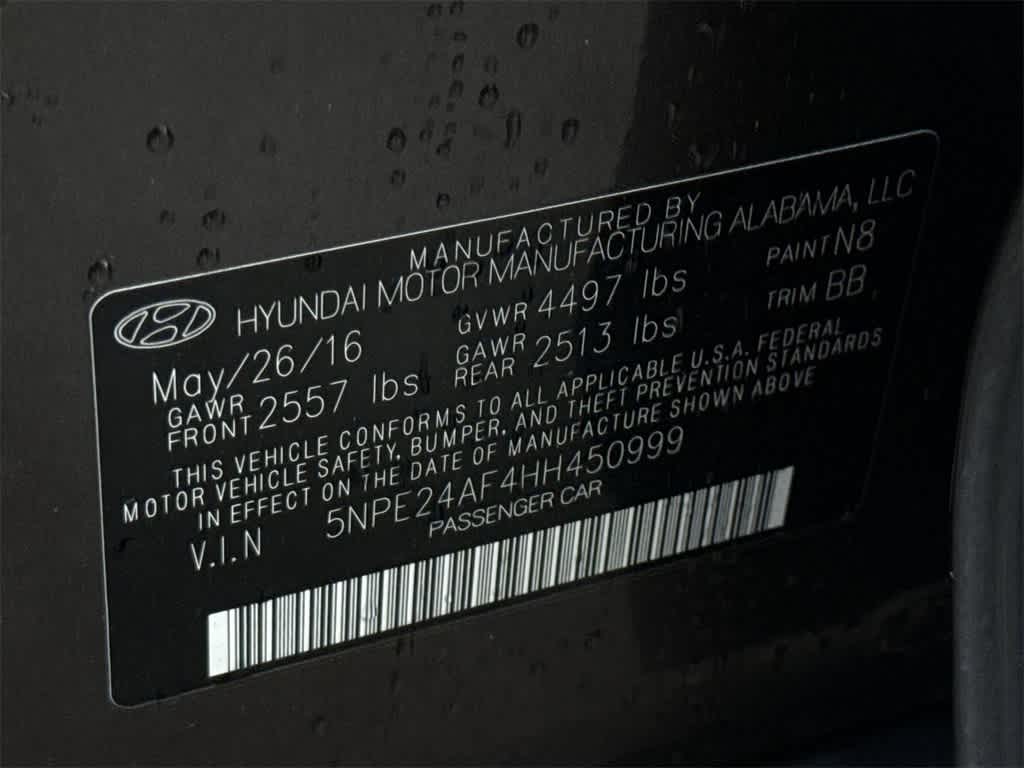 MANUFACTURED BY
HYUNDAI MOTOR MANUFACTURING ALABAMA, LLC
May/26/16 GVWR 4497 lbs PAINT N8
GAWR FRONT 2557 lbs GAWR REAR 2513 lbs TRIM BB
THIS VEHICLE CONFORMS TO ALL APPLICABLE U.S.A. FEDERAL
MOTOR VEHICLE SAFETY, BUMPER, AND THEFT PREVENTION STANDARDS
IN EFFECT ON THE DATE OF MANUFACTURE SHOWN ABOVE
V.I.N 5NPE24AF4HH450999
PASSENGER CAR